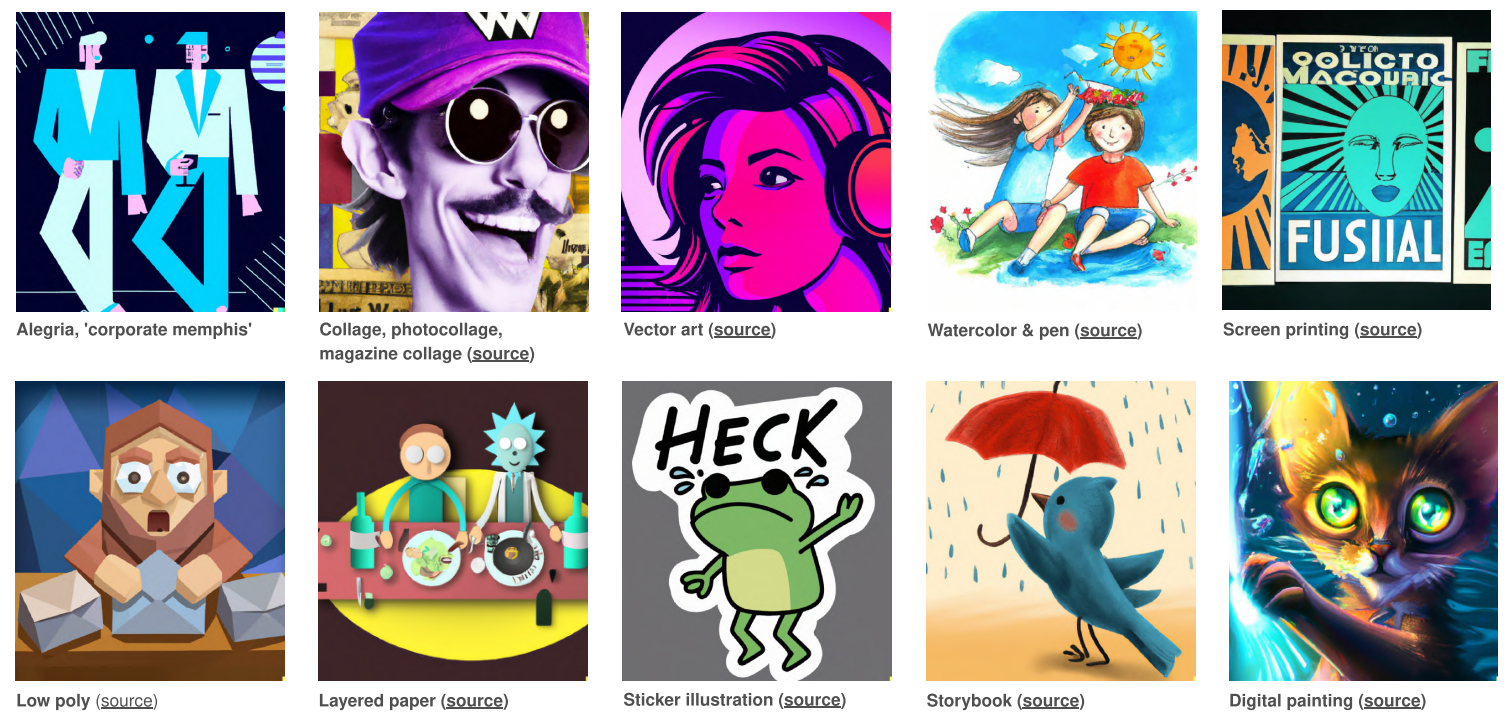 OOLICTO
MACOURIC
FUSIIAL
Alegria, 'corporate memphis'
Collage, photocollage,
magazine collage (source)
Vector art (source)
Watercolor & pen (source)
Screen printing (source)
HECK
Low poly (source)
Layered paper (source)
Sticker illustration (source)
Storybook (source)
Digital painting (source)